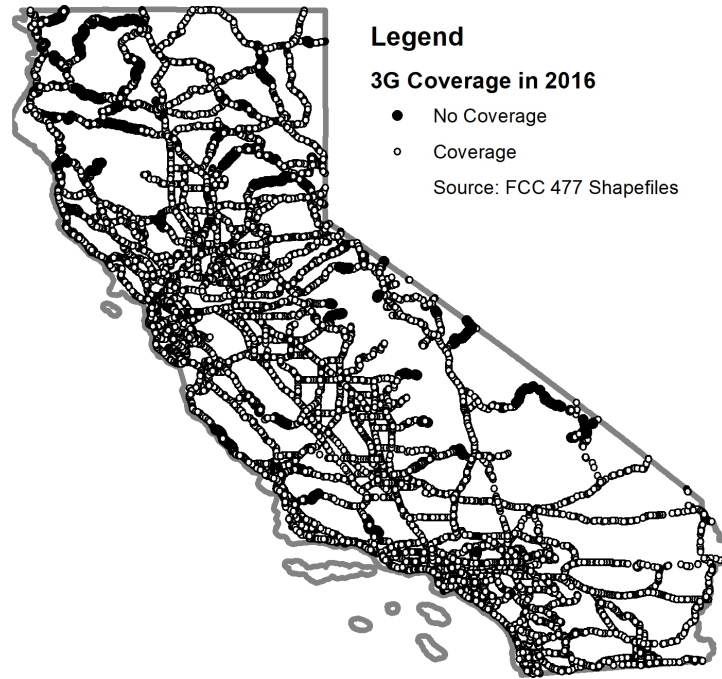 Legend
3G Coverage in 2016
No Coverage
Coverage
Source: FCC 477 Shapefiles